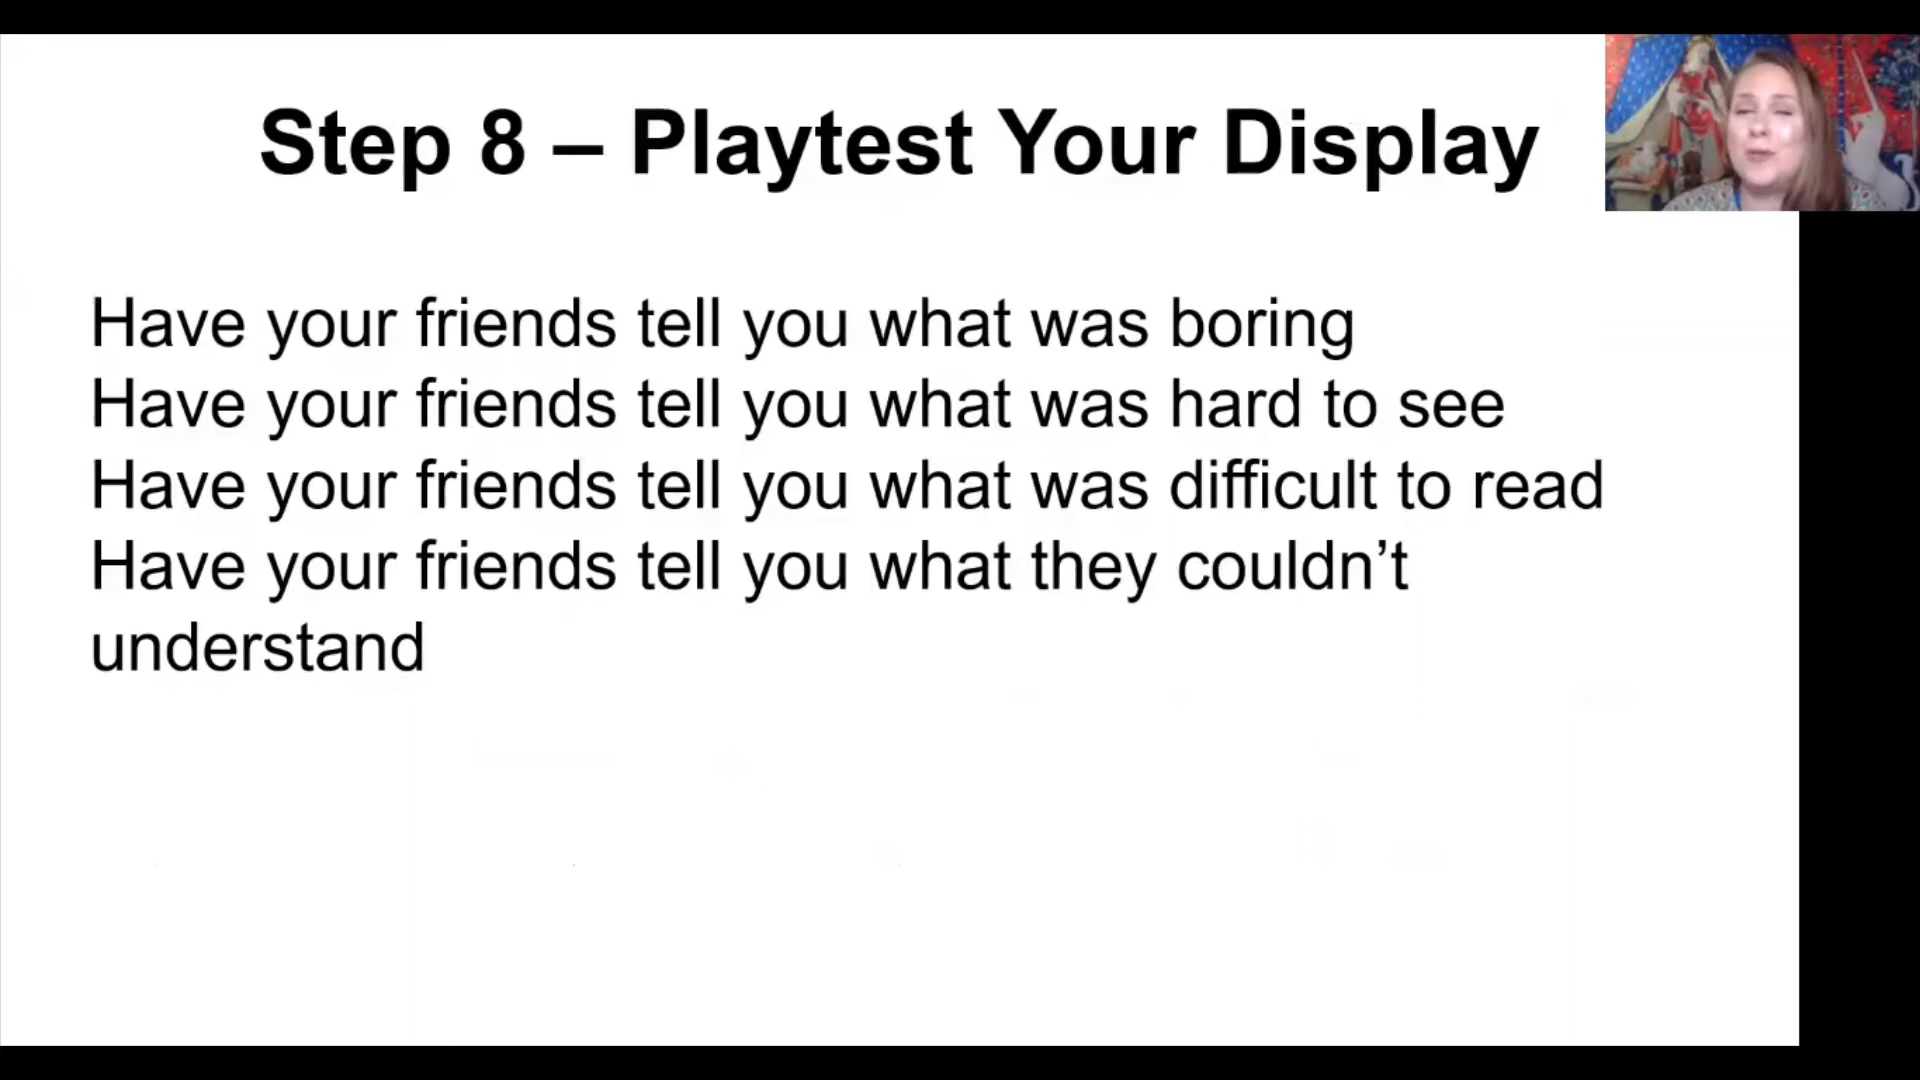 Step 8 – Playtest Your Display
Have your friends tell you what was boring
Have your friends tell you what was hard to see
Have your friends tell you what was difficult to read
Have your friends tell you what they couldn’t
understand